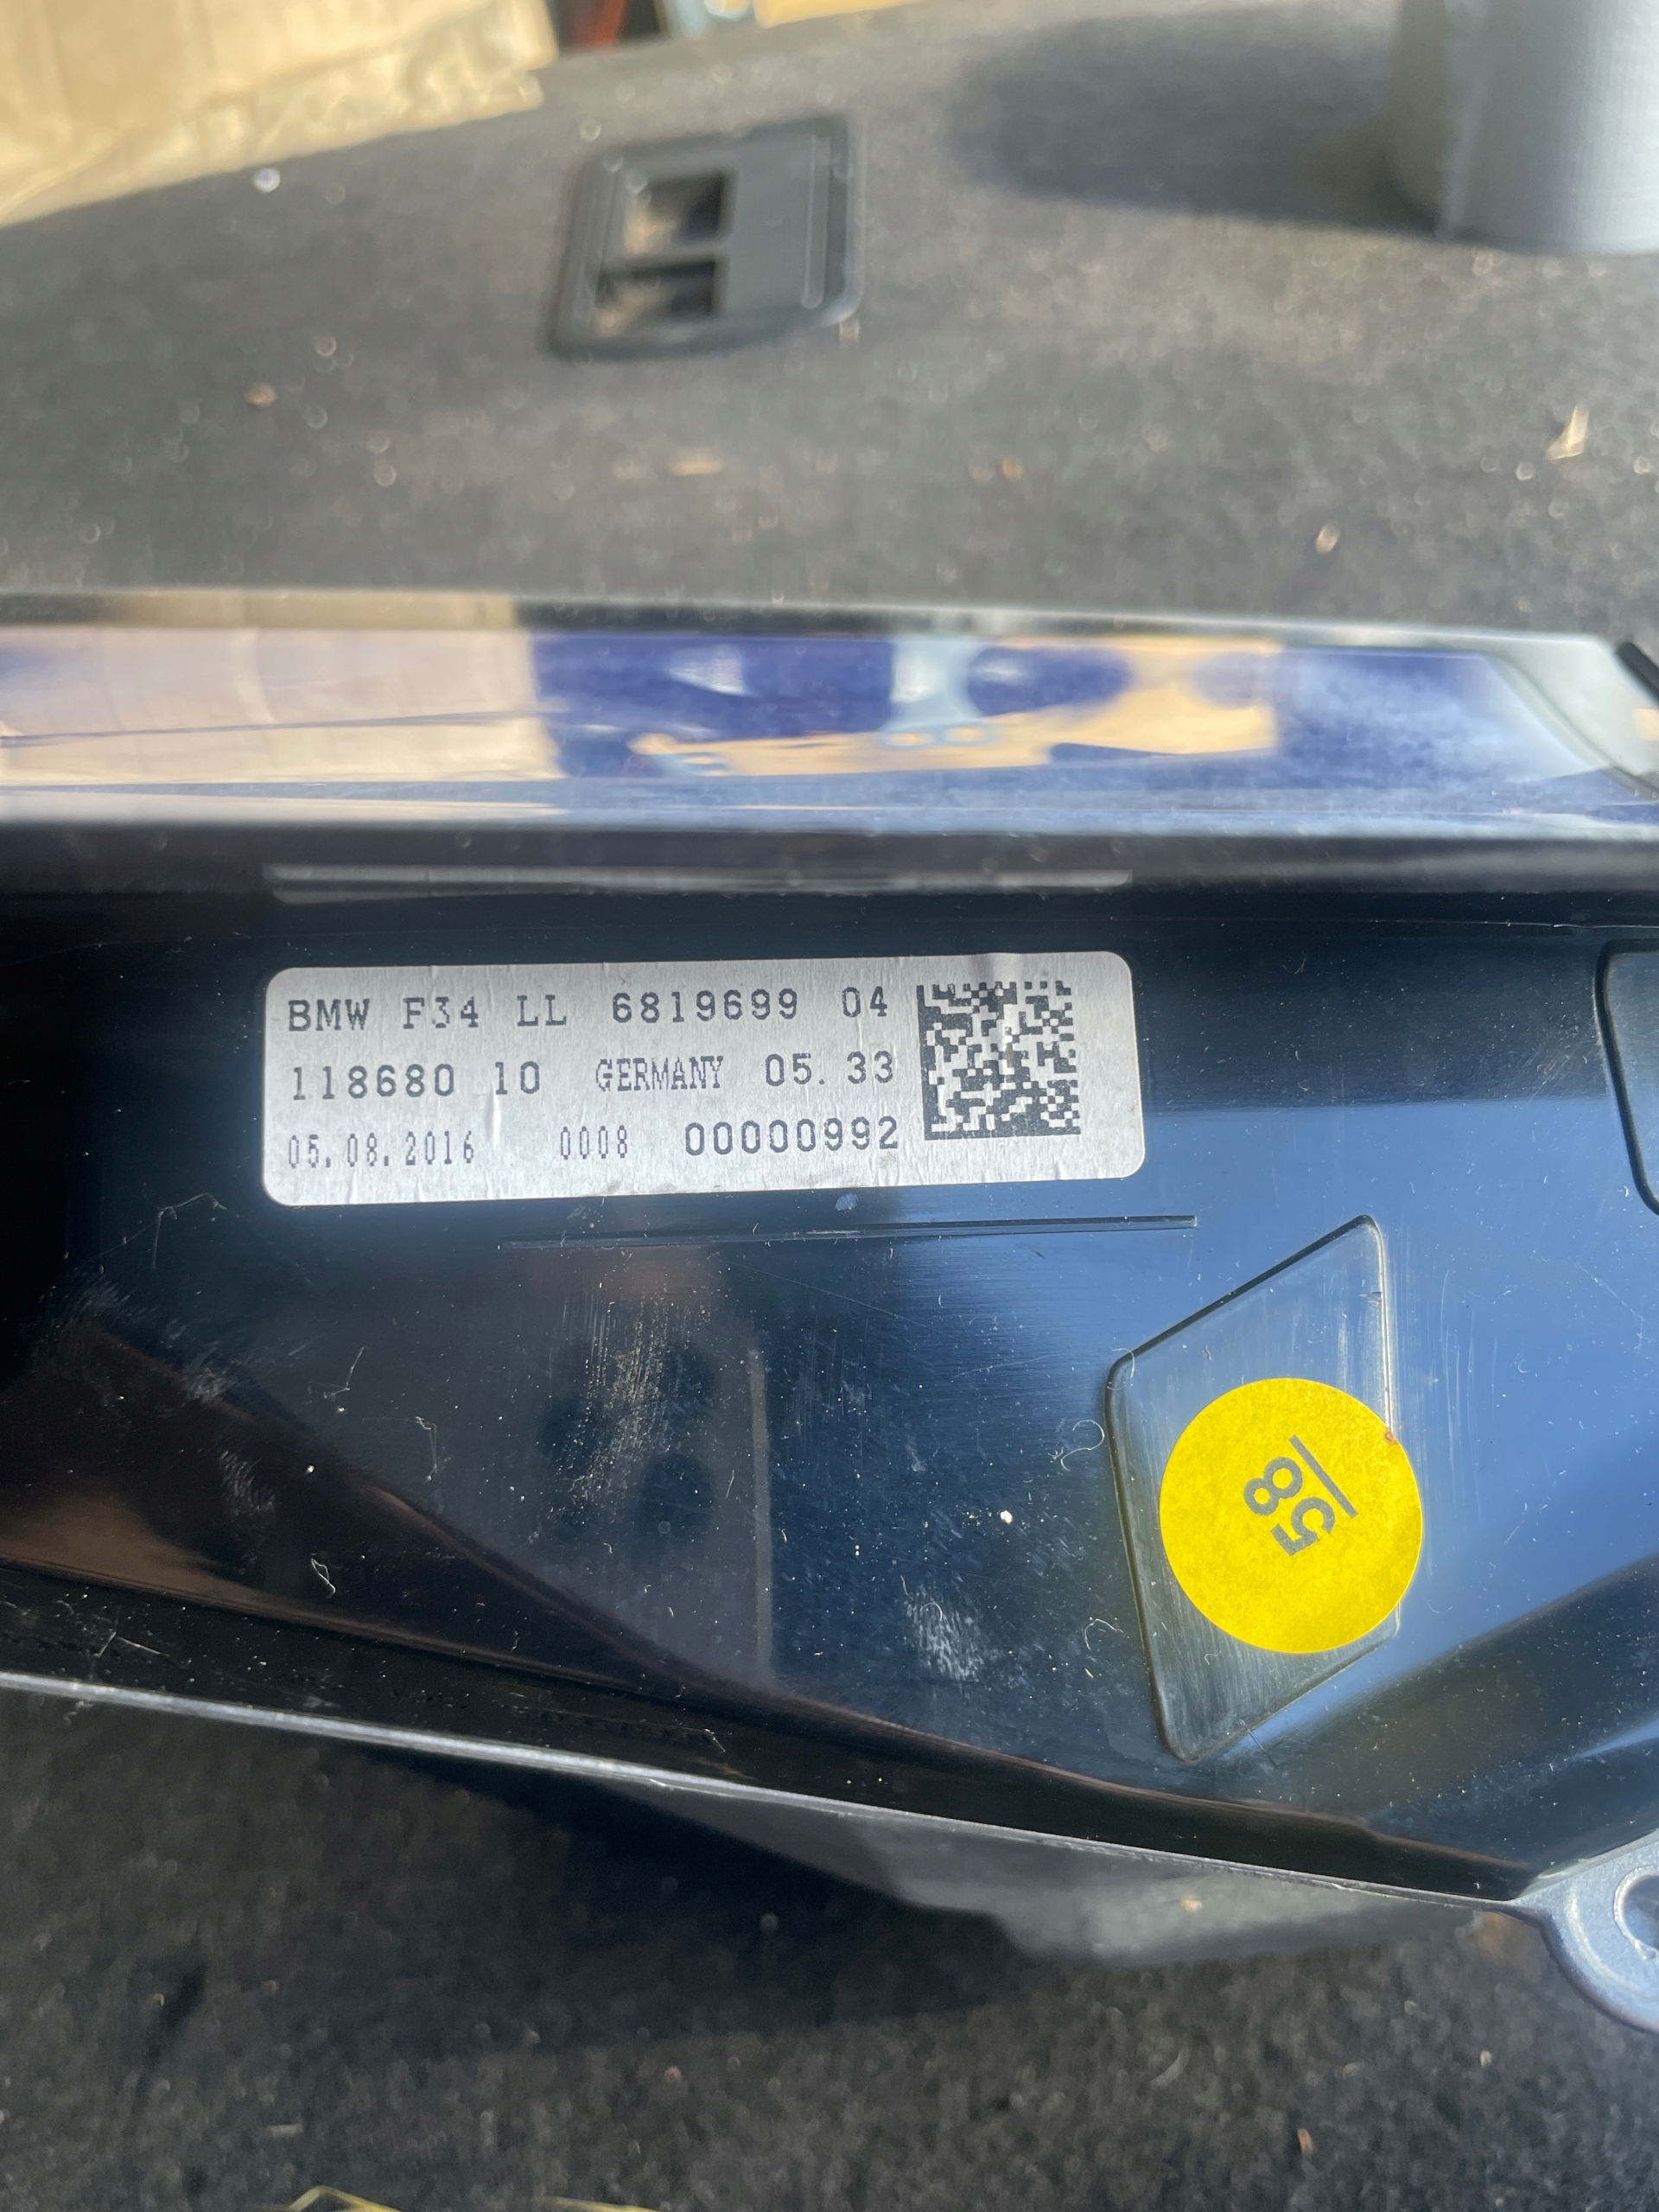 BMW F34 LL 6819699 04
118680 10 GERMANY 05.33
05.08.2016 0008 00000992
58